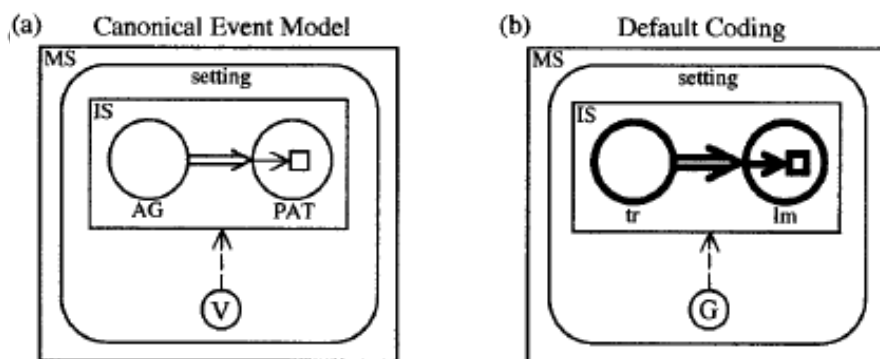 (a) Canonical Event Model
MS
setting
IS
AG PAT
V
(b) Default Coding
MS
setting
IS
tr lm
G